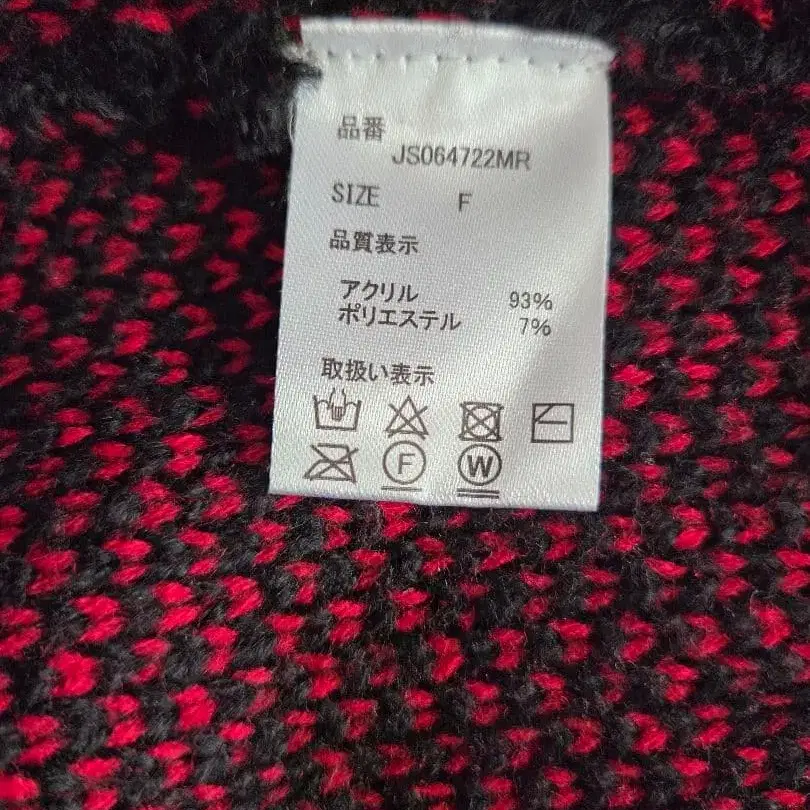 品番
JS064722MR
SIZE F
品質表示
アクリル 93%
ポリエステル 7%
取扱い表示
F W